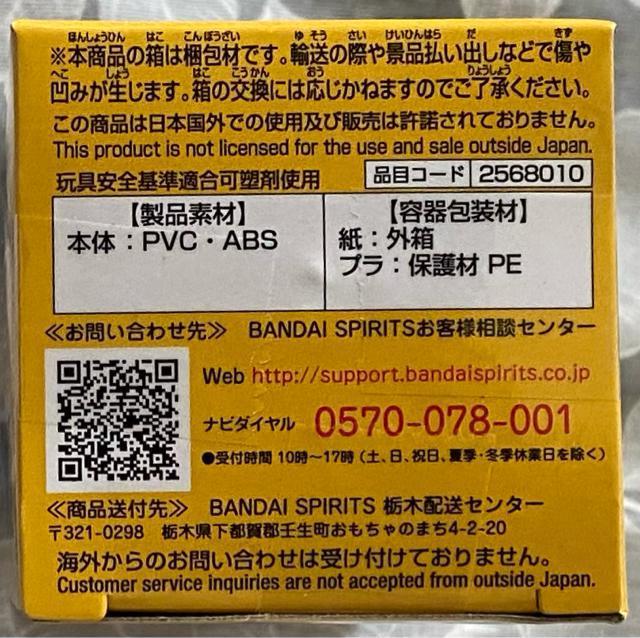 ※本商品の箱は梱包材です。輸送の際や景品払い出しなどで傷や
凹みが生じます。箱の交換には応じかねますのでご了承ください。
この商品は日本国外での使用及び販売は許諾されておりません。
This product is not licensed for the use and sale outside Japan.
玩具安全基準適合可塑剤使用 品目コード 2568010
【製品素材】
本体：PVC・ABS
【容器包装材】
紙：外箱
プラ：保護材 PE
≪お問い合わせ先≫ BANDAI SPIRITSお客様相談センター
Web http://support.bandaispirits.co.jp
ナビダイヤル 0570-078-001
●受付時間 10時～17時（土、日、祝日、夏季・冬季休業日を除く）
≪商品送付先≫ BANDAI SPIRITS 栃木配送センター
〒321-0298 栃木県下都賀郡壬生町おもちゃのまち4-2-20
海外からのお問い合わせは受け付けておりません。
Customer service inquiries are not accepted from outside Japan.